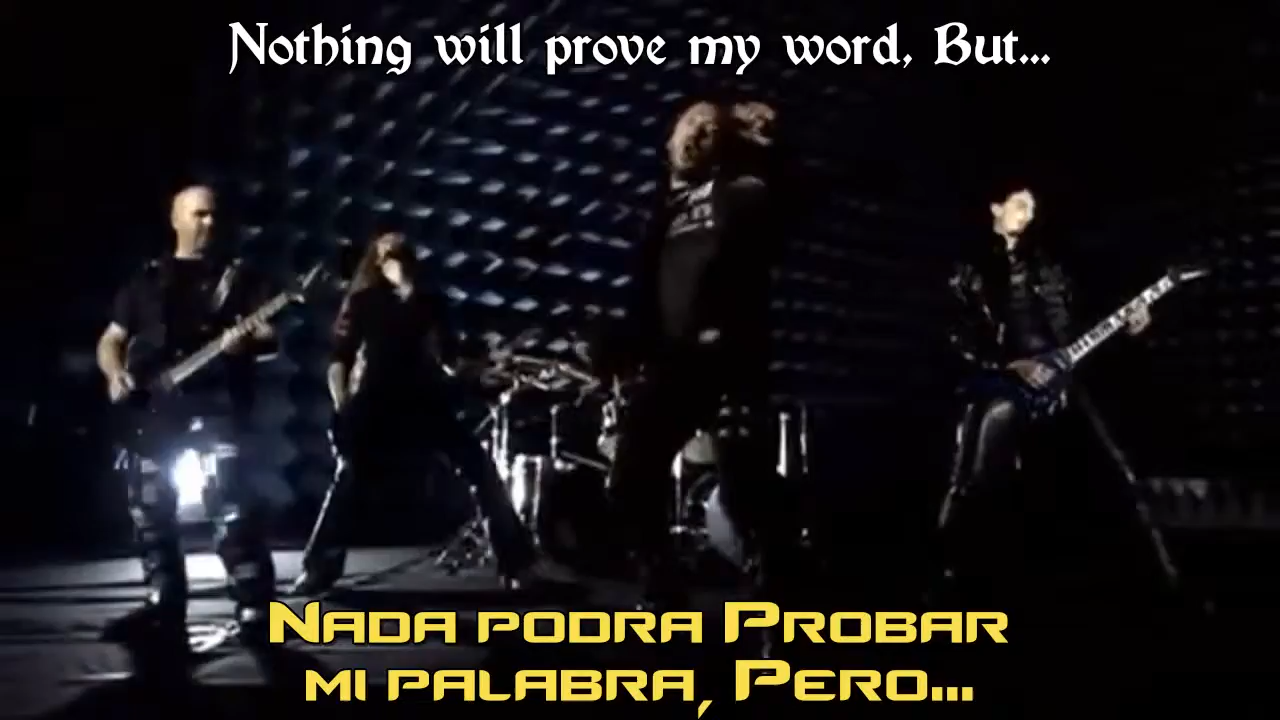 Nothing will prove my word, But...
Nada podra Probar
mi palabra, Pero...